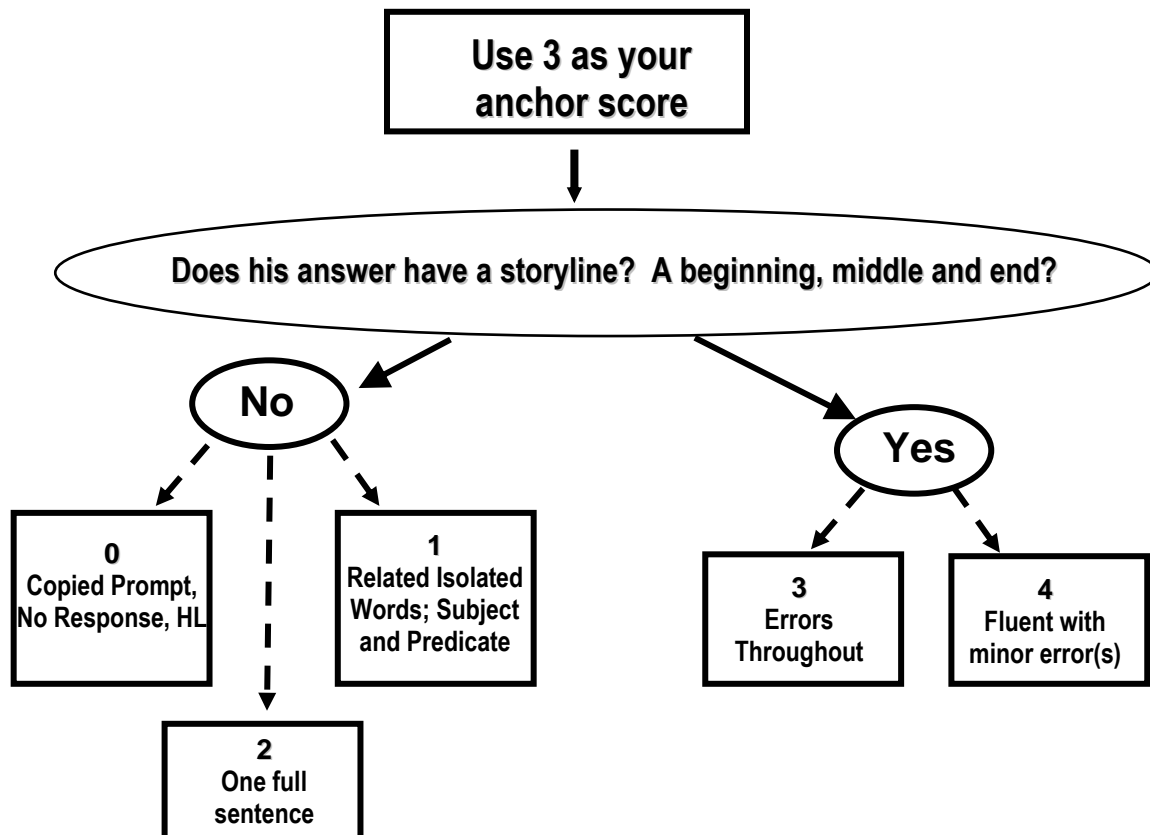 Use 3 as your
anchor score
Does his answer have a storyline? A beginning, middle and end?
No
Yes
0
Copied Prompt,
No Response, HL
1
Related Isolated
Words; Subject
and Predicate
2
One full
sentence
3
Errors
Throughout
4
Fluent with
minor error(s)